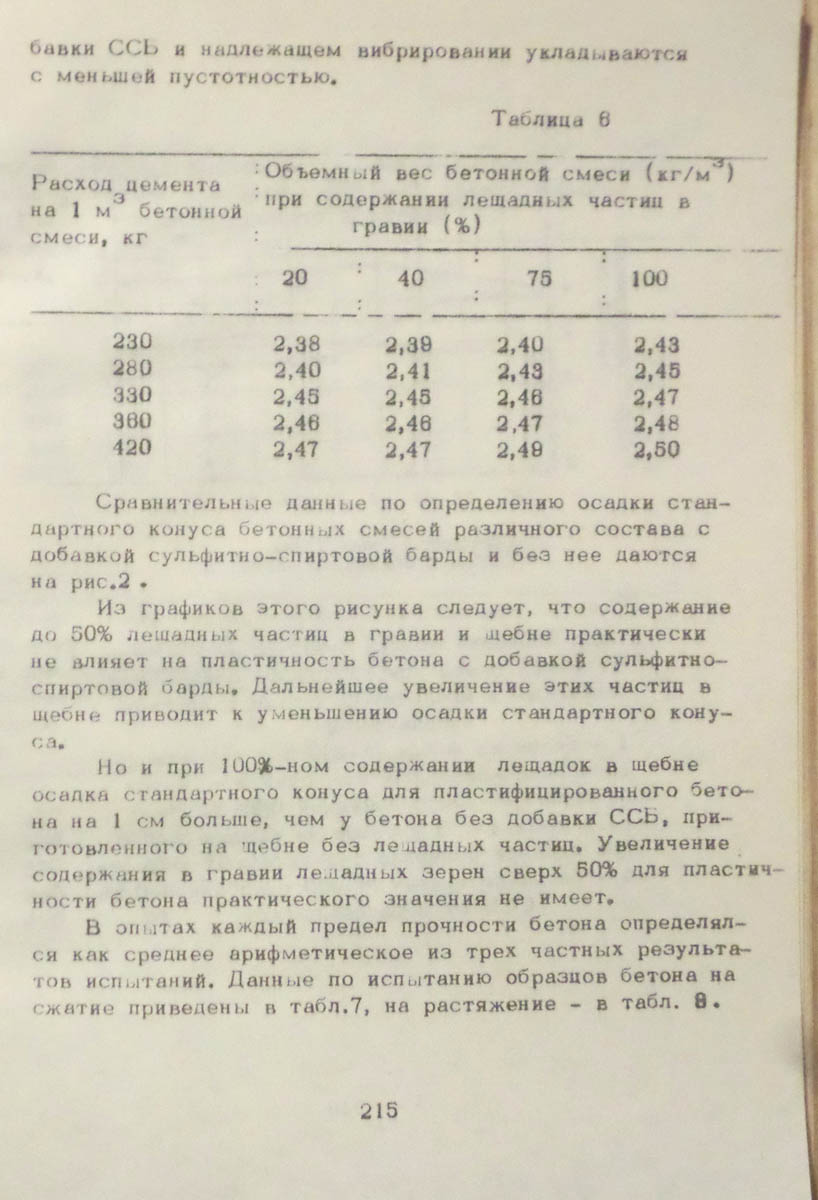 бавки ССБ и надлежащем вибрировании укладываются
с меньшей пустотностью.
Таблица 6
Расход цемента на 1 м³ бетонной смеси, кг
Объемный вес бетонной смеси (кг/м³)
при содержании лещадных частиц в
гравии (%)
20 40 75 100
230 2,38 2,39 2,40 2,43
280 2,40 2,41 2,43 2,45
330 2,45 2,45 2,46 2,47
360 2,46 2,46 2,47 2,48
420 2,47 2,47 2,49 2,50
Сравнительные данные по определению осадки стан-
дартного конуса бетонных смесей различного состава с
добавкой сульфитно-спиртовой барды и без нее даются
на рис.2 .
Из графиков этого рисунка следует, что содержание
до 50% лещадных частиц в гравии и щебне практически
не влияет на пластичность бетона с добавкой сульфитно-
спиртовой барды. Дальнейшее увеличение этих частиц в
щебне приводит к уменьшению осадки стандартного кону-
са.
Но и при 100%-ном содержании лещадок в щебне
осадка стандартного конуса для пластифицированного бето-
на на 1 см больше, чем у бетона без добавки ССБ, при-
готовленного на щебне без лещадных частиц. Увеличение
содержания в гравии лещадных зерен сверх 50% для пластич-
ности бетона практического значения не имеет.
В опытах каждый предел прочности бетона определял-
ся как среднее арифметическое из трех частных результа-
тов испытаний. Данные по испытанию образцов бетона на
сжатие приведены в табл.7, на растяжение - в табл. 8.
215